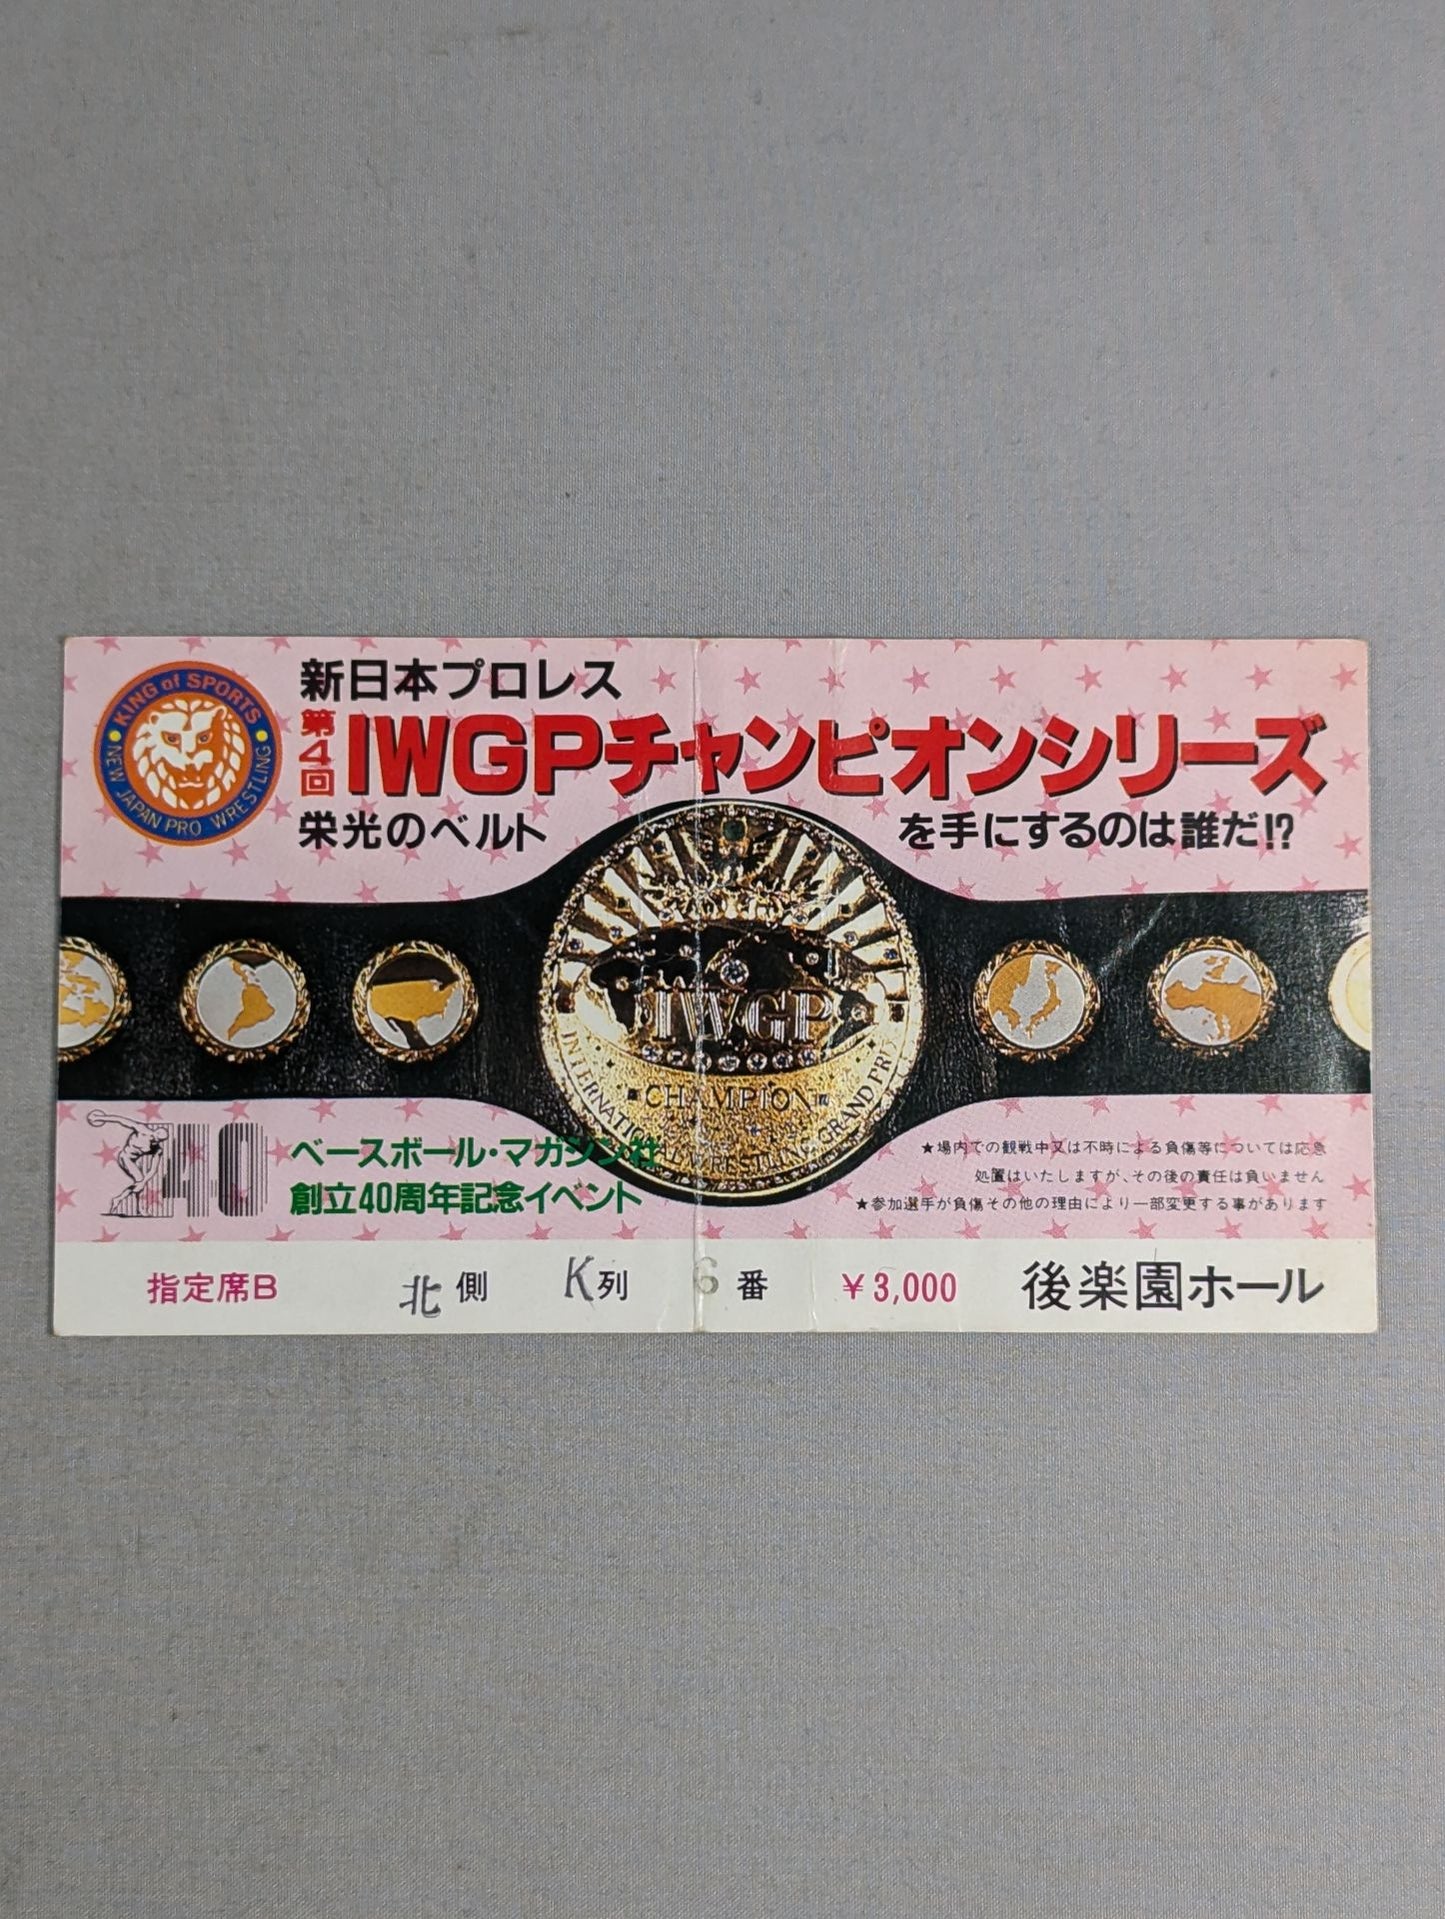 KING of SPORTS
NEW JAPAN PRO WRESTLING
新日本プロレス
第4回 IWGPチャンピオンシリーズ
栄光のベルト を手にするのは誰だ!?
IWGP
CHAMPION
INTERNATIONAL WRESTLING GRAND PRIX
40
ベースボール・マガジン社
創立40周年記念イベント
★場内での観戦中又は不時による負傷等については応急
処置はいたしますが、その後の責任は負いません
★参加選手が負傷その他の理由により一部変更する事があります
指定席B 北側 K列 6番 ¥3,000 後楽園ホール